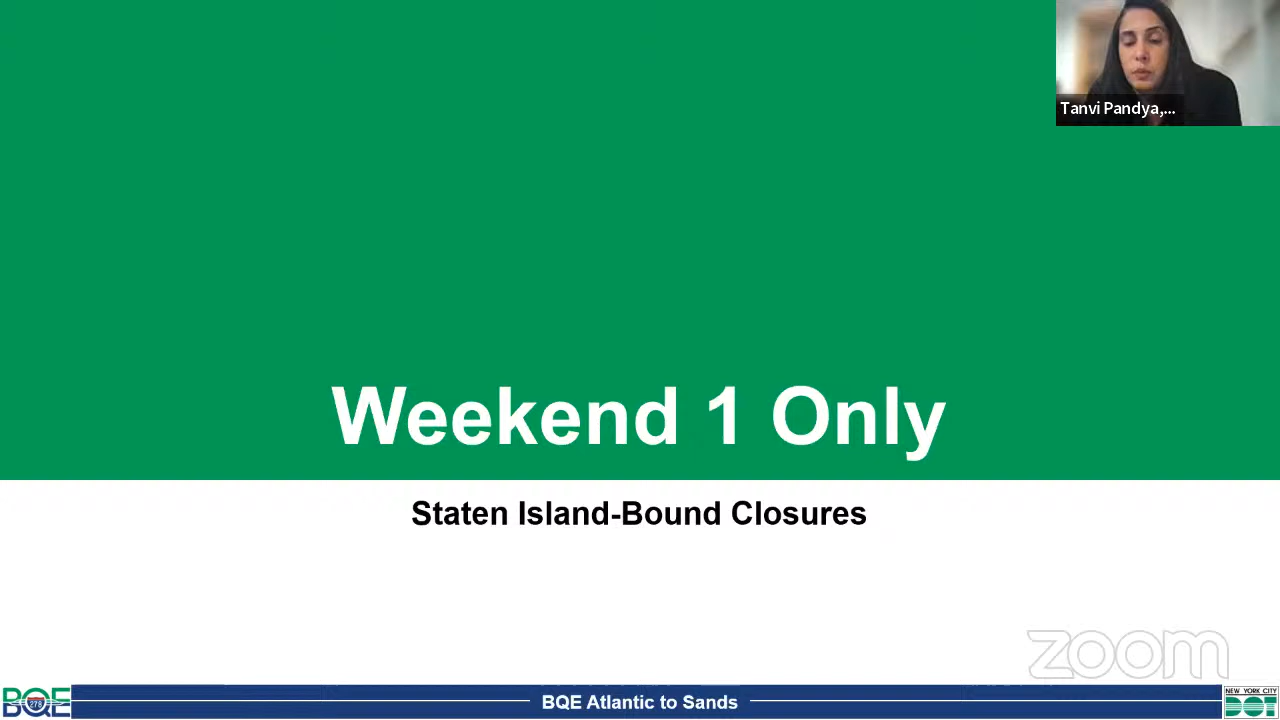 Tanvi Pandya,...
Weekend 1 Only
Staten Island-Bound Closures
zoom
BQE
278
BQE Atlantic to Sands
NEW YORK CITY
DOT